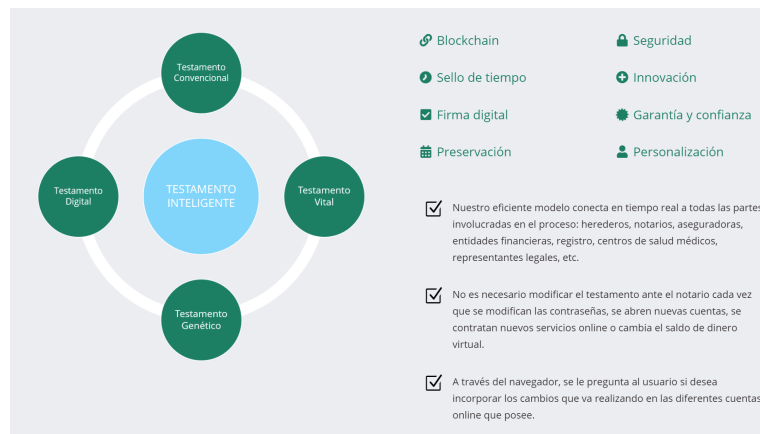 Testamento
Convencional
Testamento
Digital
TESTAMENTO
INTELIGENTE
Testamento
Vital
Testamento
Genético
Blockchain
Seguridad
Sello de tiempo
Innovación
Firma digital
Garantía y confianza
Preservación
Personalización
Nuestro eficiente modelo conecta en tiempo real a todas las partes
involucradas en el proceso: herederos, notarios, aseguradoras,
entidades financieras, registro, centros de salud médicos,
representantes legales, etc.
No es necesario modificar el testamento ante el notario cada vez
que se modifican las contraseñas, se abren nuevas cuentas, se
contratan nuevos servicios online o cambia el saldo de dinero
virtual.
A través del navegador, se le pregunta al usuario si desea
incorporar los cambios que va realizando en las diferentes cuentas
online que posee.